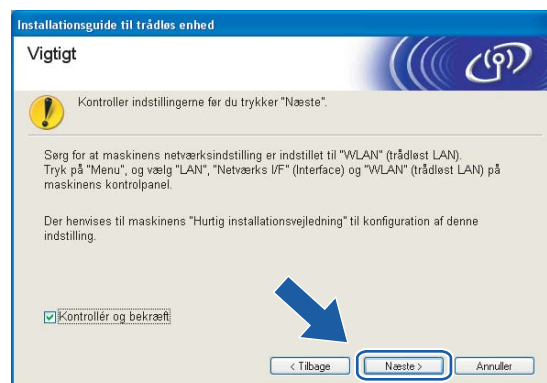 Installationsguide til trådløs enhed
Vigtigt
Kontroller indstillingerne før du trykker "Næste".
Sørg for at maskinens netværksindstilling er indstillet til "WLAN" (trådløst LAN).
Tryk på "Menu", og vælg "LAN", "Netværks I/F" (Interface) og "WLAN" (trådløst LAN) på
maskinens kontrolpanel.
Der henvises til maskinens "Hurtig installationsvejledning" til konfiguration af denne
indstilling.
Kontrollér og bekræft
< Tilbage
Næste >
Annuller